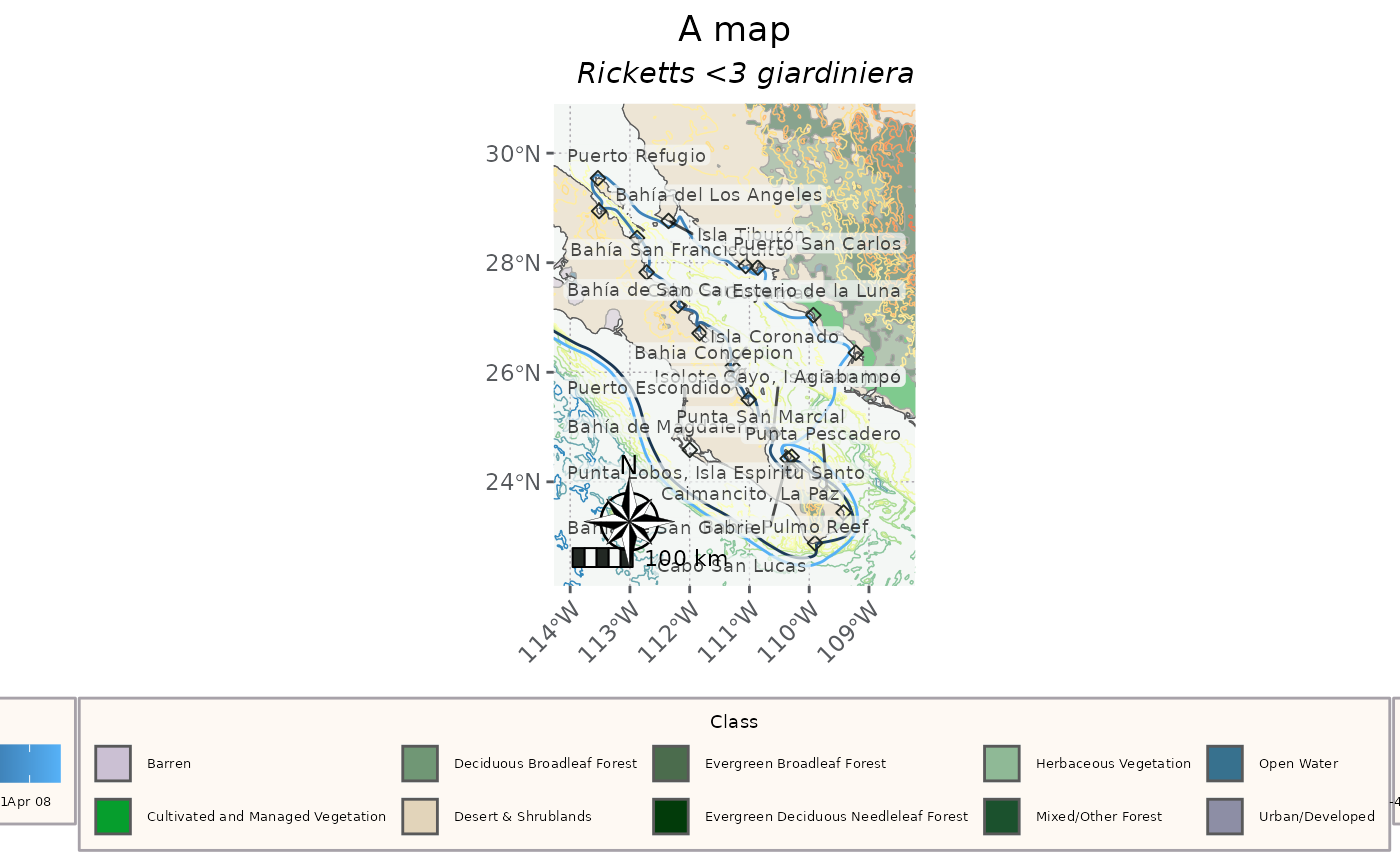 A map
Ricketts <3 giardiniera
30°N
28°N
26°N
24°N
Puerto Refugio
Bahía del Los Angeles
Isla Tiburón
Puerto San Carlos
Bahía San Francisquito
Bahía de San Ca
Esterio de la Luna
Isla Coronado
Bahia Concepion
Isolote Cayo, I
Agiabampo
Puerto Escondido
Punta San Marcial
Bahía de Magdale
Punta Pescadero
Punta Lobos, Isla Espiritu Santo
N
Caimancito, La Paz
San Gabriel
Pulmo Reef
100 km
Cabo San Lucas
114°W
113°W
112°W
111°W
110°W
109°W
Class
Barren
Deciduous Broadleaf Forest
Evergreen Broadleaf Forest
Herbaceous Vegetation
Open Water
1Apr 08
Cultivated and Managed Vegetation
Desert & Shrublands
Evergreen Deciduous Needleleaf Forest
Mixed/Other Forest
Urban/Developed
-4